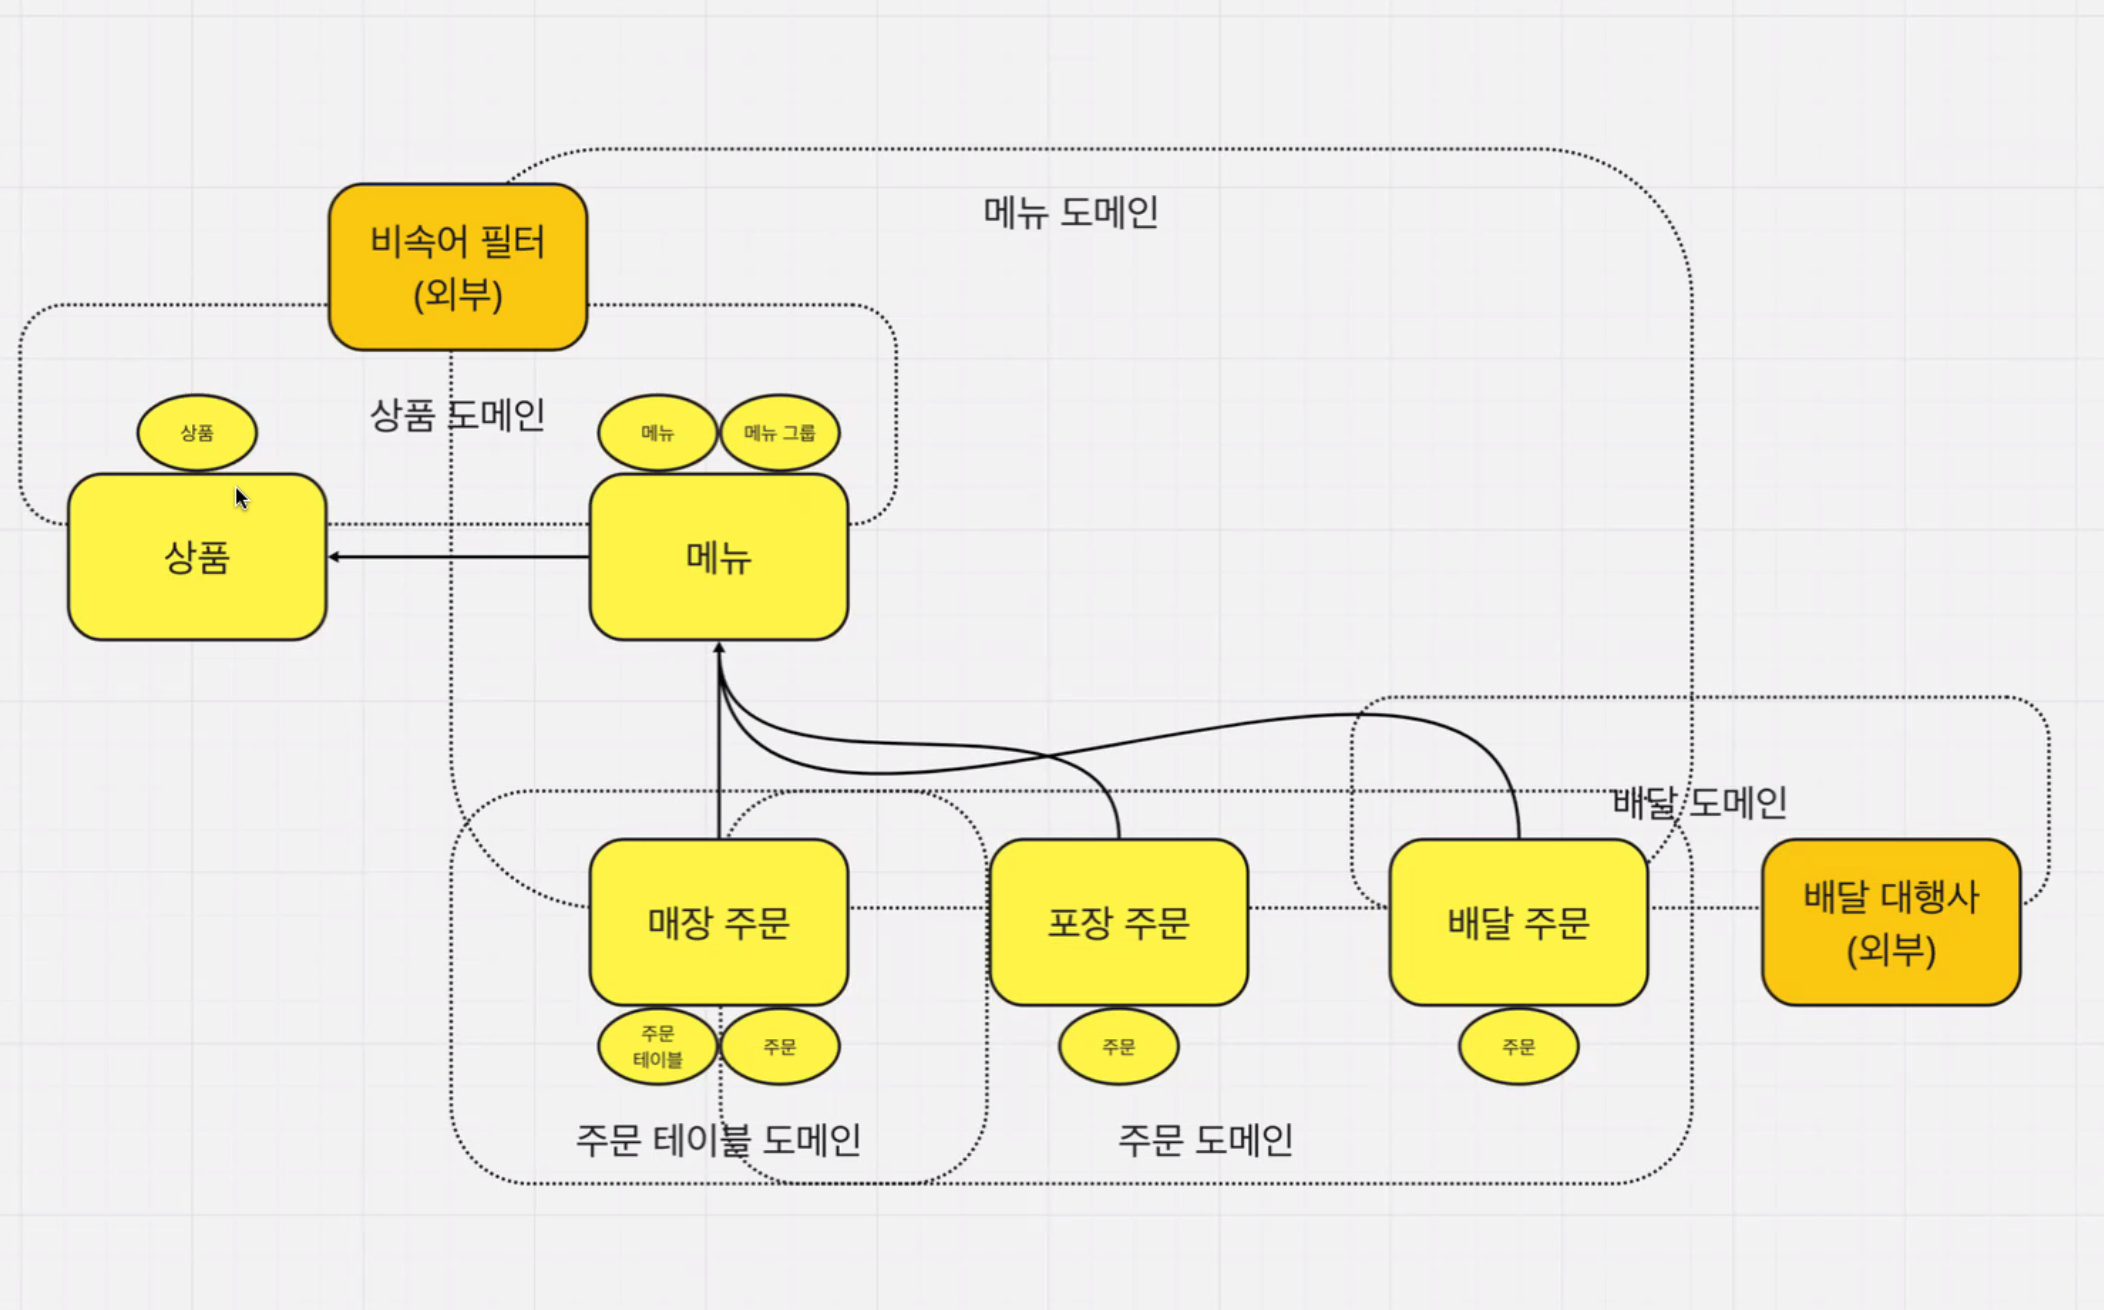 메뉴 도메인
비속어 필터
(외부)
상품 도메인
상품
메뉴
메뉴 그룹
상품
메뉴
배달 도메인
매장 주문
포장 주문
배달 주문
배달 대행사
(외부)
주문
테이블
주문
주문
주문
주문 테이블 도메인
주문 도메인